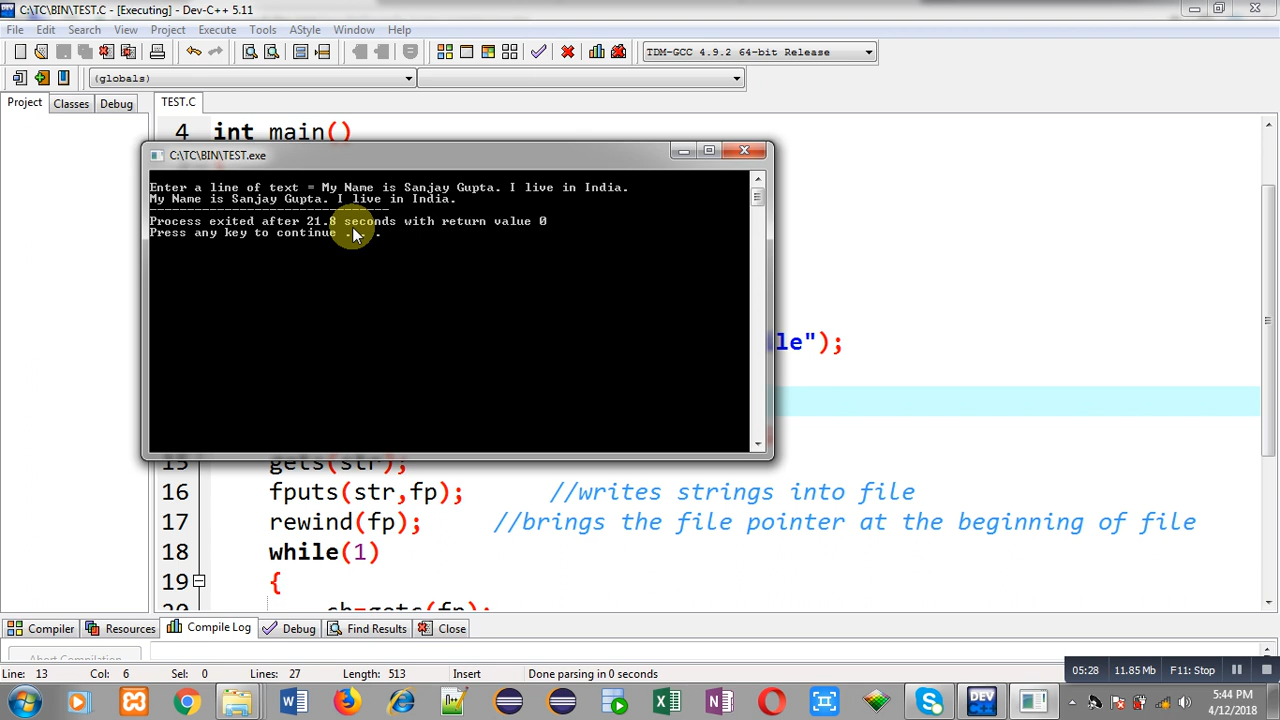 C:\TC\BIN\TEST.C - [Executing] - Dev-C++ 5.11
File Edit Search View Project Execute Tools AStyle Window Help
TDM-GCC 4.9.2 64-bit Release
(globals)
Project Classes Debug TEST.C
4 int main()
C:\TC\BIN\TEST.exe
Enter a line of text = My Name is Sanjay Gupta. I live in India.
My Name is Sanjay Gupta. I live in India.
--------------------------------
Process exited after 21.8 seconds with return value 0
Press any key to continue . . .
le");
15 gets(str);
16 fputs(str,fp); //writes strings into file
17 rewind(fp); //brings the file pointer at the beginning of file
18 while(1)
19 {
20 ch=getc(fp);
Compiler Resources Compile Log Debug Find Results Close
Abort Compilation
Line: 13 Col: 6 Sel: 0 Lines: 27 Length: 513 Insert Done parsing in 0 seconds
05:28 11.85 Mb F11: Stop
5:44 PM
4/12/2018